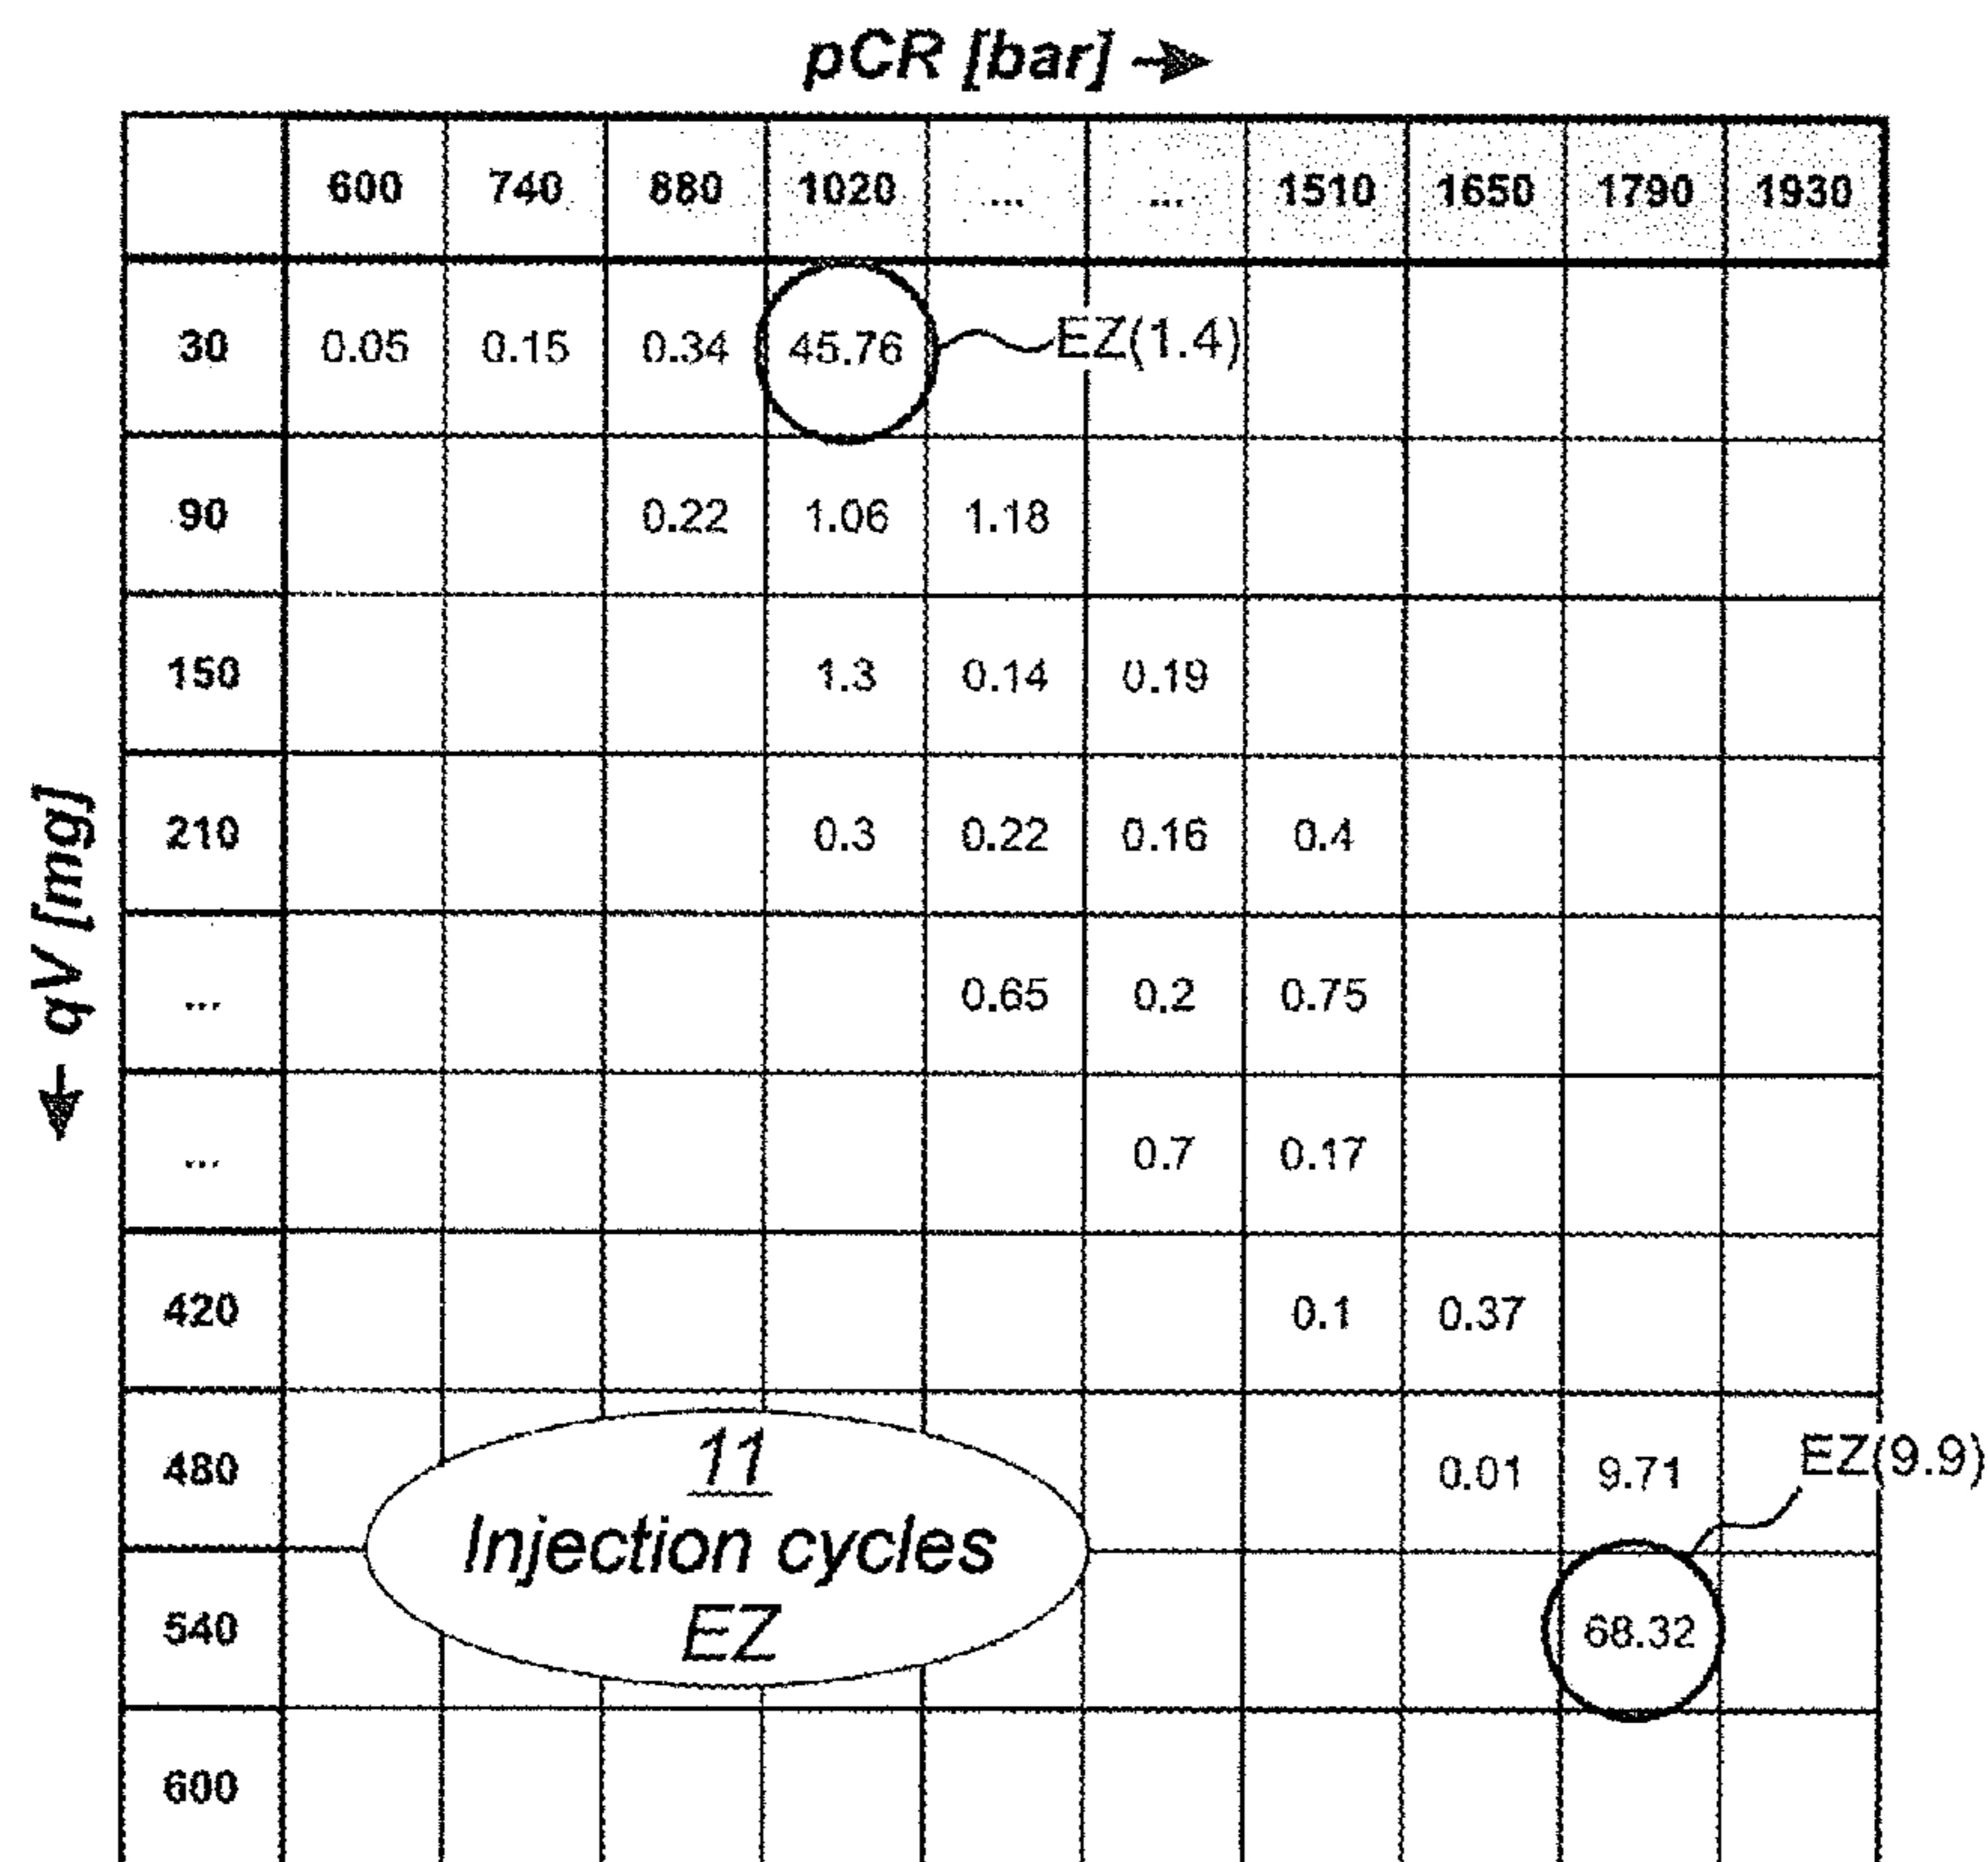 pCR [bar]
600 740 880 1020 ... ... 1510 1650 1790 1930
30 0.05 0.15 0.34 45.76 EZ(1.4)
90 0.22 1.06 1.18
150 1.3 0.14 0.19
210 0.3 0.22 0.16 0.4
... 0.65 0.2 0.75
... 0.7 0.17
420 0.1 0.37
480 0.01 9.71 EZ(9.9)
540 68.32
600
qV [mg]
11
Injection cycles
EZ